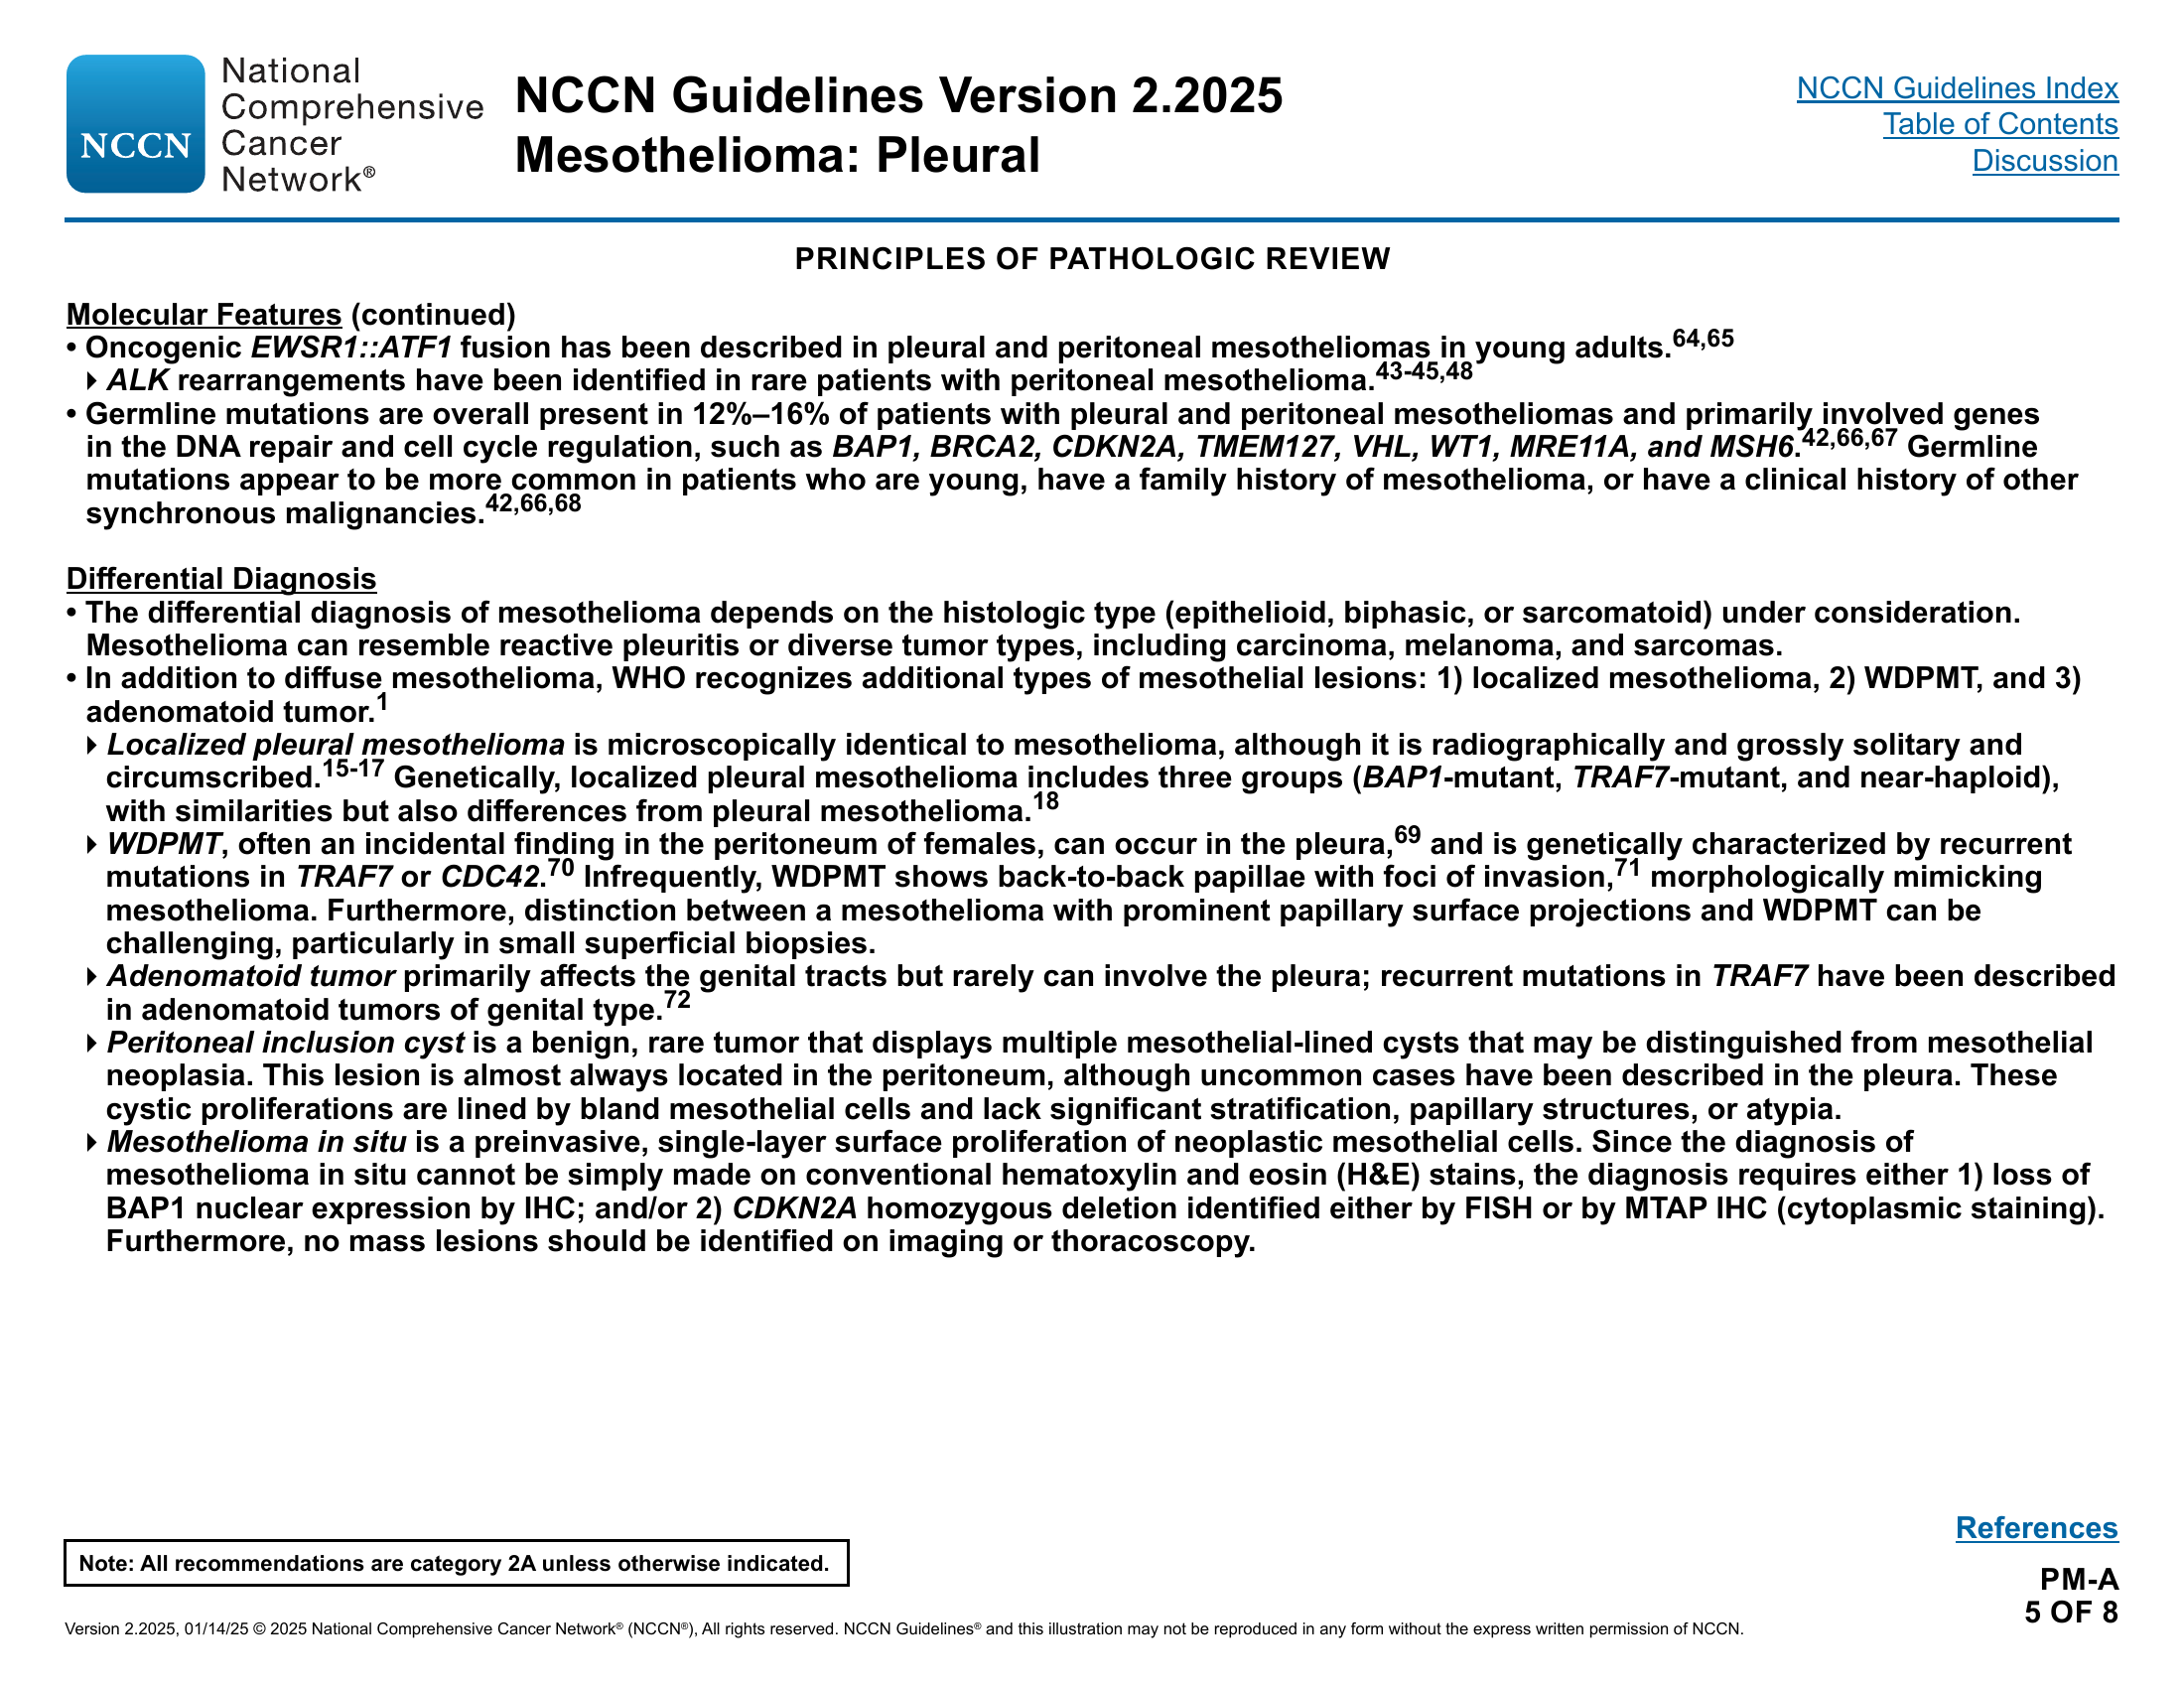 National
Comprehensive
Cancer
Network®
NCCN
NCCN Guidelines Version 2.2025
Mesothelioma: Pleural
NCCN Guidelines Index
Table of Contents
Discussion
PRINCIPLES OF PATHOLOGIC REVIEW
Molecular Features (continued)
• Oncogenic EWSR1::ATF1 fusion has been described in pleural and peritoneal mesotheliomas in young adults.64,65
▸ ALK rearrangements have been identified in rare patients with peritoneal mesothelioma.43-45,48
• Germline mutations are overall present in 12%–16% of patients with pleural and peritoneal mesotheliomas and primarily involved genes
in the DNA repair and cell cycle regulation, such as BAP1, BRCA2, CDKN2A, TMEM127, VHL, WT1, MRE11A, and MSH6.42,66,67 Germline
mutations appear to be more common in patients who are young, have a family history of mesothelioma, or have a clinical history of other
synchronous malignancies.42,66,68
Differential Diagnosis
• The differential diagnosis of mesothelioma depends on the histologic type (epithelioid, biphasic, or sarcomatoid) under consideration.
Mesothelioma can resemble reactive pleuritis or diverse tumor types, including carcinoma, melanoma, and sarcomas.
• In addition to diffuse mesothelioma, WHO recognizes additional types of mesothelial lesions: 1) localized mesothelioma, 2) WDPMT, and 3)
adenomatoid tumor.1
▸ Localized pleural mesothelioma is microscopically identical to mesothelioma, although it is radiographically and grossly solitary and
circumscribed.15-17 Genetically, localized pleural mesothelioma includes three groups (BAP1-mutant, TRAF7-mutant, and near-haploid),
with similarities but also differences from pleural mesothelioma.18
▸ WDPMT, often an incidental finding in the peritoneum of females, can occur in the pleura,69 and is genetically characterized by recurrent
mutations in TRAF7 or CDC42.70 Infrequently, WDPMT shows back-to-back papillae with foci of invasion,71 morphologically mimicking
mesothelioma. Furthermore, distinction between a mesothelioma with prominent papillary surface projections and WDPMT can be
challenging, particularly in small superficial biopsies.
▸ Adenomatoid tumor primarily affects the genital tracts but rarely can involve the pleura; recurrent mutations in TRAF7 have been described
in adenomatoid tumors of genital type.72
▸ Peritoneal inclusion cyst is a benign, rare tumor that displays multiple mesothelial-lined cysts that may be distinguished from mesothelial
neoplasia. This lesion is almost always located in the peritoneum, although uncommon cases have been described in the pleura. These
cystic proliferations are lined by bland mesothelial cells and lack significant stratification, papillary structures, or atypia.
▸ Mesothelioma in situ is a preinvasive, single-layer surface proliferation of neoplastic mesothelial cells. Since the diagnosis of
mesothelioma in situ cannot be simply made on conventional hematoxylin and eosin (H&E) stains, the diagnosis requires either 1) loss of
BAP1 nuclear expression by IHC; and/or 2) CDKN2A homozygous deletion identified either by FISH or by MTAP IHC (cytoplasmic staining).
Furthermore, no mass lesions should be identified on imaging or thoracoscopy.
References
Note: All recommendations are category 2A unless otherwise indicated.
PM-A
5 OF 8
Version 2.2025, 01/14/25 © 2025 National Comprehensive Cancer Network® (NCCN®), All rights reserved. NCCN Guidelines® and this illustration may not be reproduced in any form without the express written permission of NCCN.